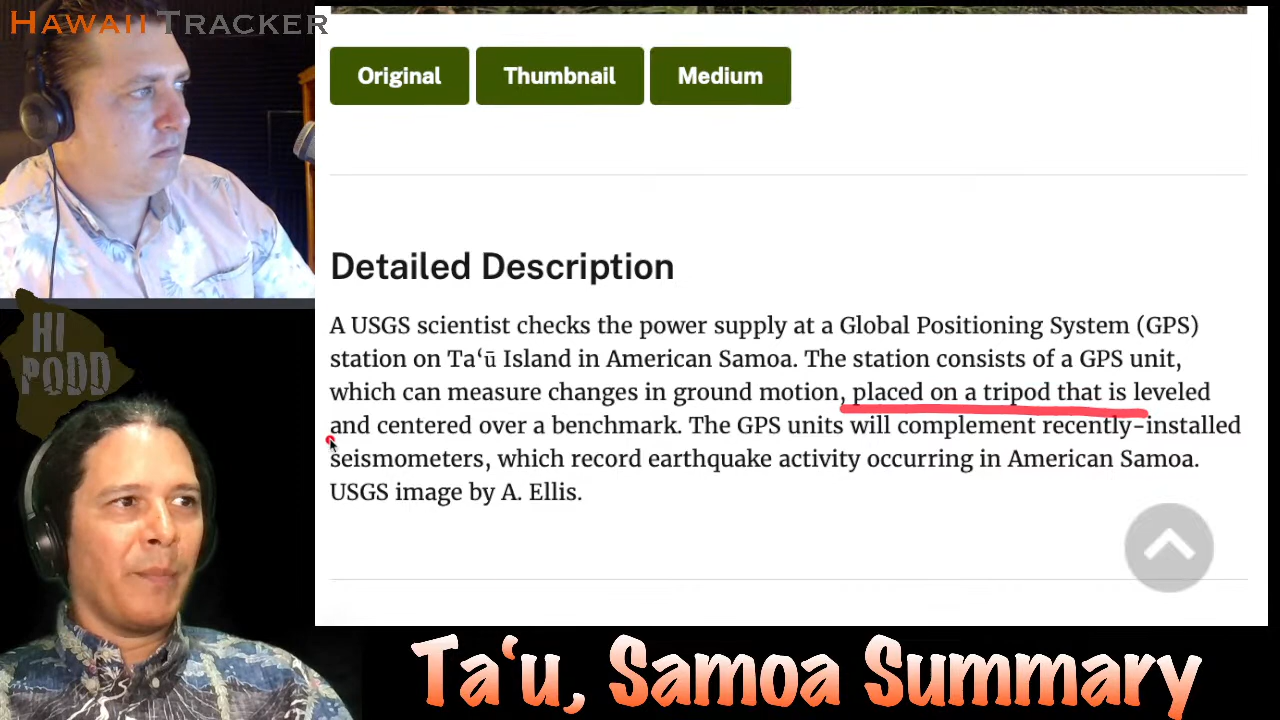 HAWAII TRACKER
Original Thumbnail Medium
Detailed Description
A USGS scientist checks the power supply at a Global Positioning System (GPS)
station on Taʻū Island in American Samoa. The station consists of a GPS unit,
which can measure changes in ground motion, placed on a tripod that is leveled
and centered over a benchmark. The GPS units will complement recently-installed
seismometers, which record earthquake activity occurring in American Samoa.
USGS image by A. Ellis.
HI
PODD
Taʻu, Samoa Summary